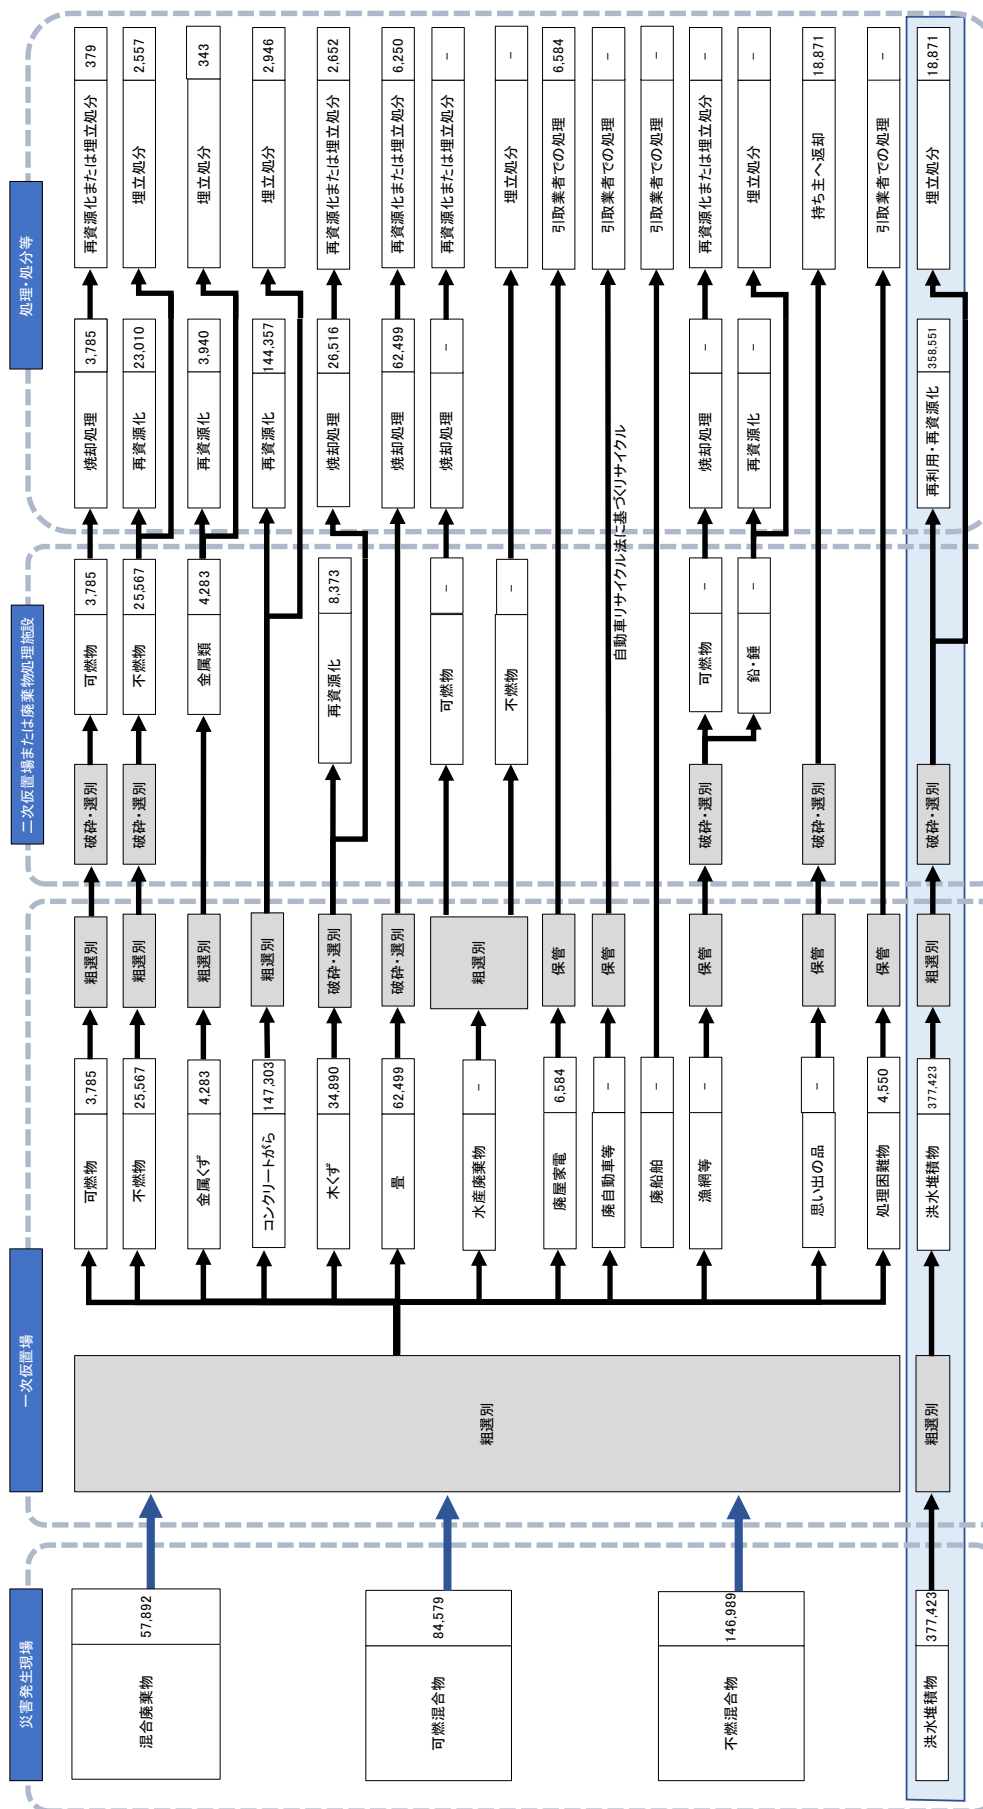 災害発生現場
一次仮置場
二次仮置場または廃棄物処理施設
処理・処分等
混合廃棄物 57,892
可燃混合物 84,579
不燃混合物 146,989
粗選別
可燃物 3,785 粗選別 破砕・選別 可燃物 3,785 焼却処理 3,785 再資源化または埋立処分 379
不燃物 25,567 粗選別 破砕・選別 不燃物 25,567 再資源化 23,010 埋立処分 2,557
金属くず 4,283 粗選別 金属類 4,283 再資源化 3,940 埋立処分 343
コンクリートがら 147,303 粗選別 再資源化 144,357 埋立処分 2,946
木くず 34,890 破砕・選別 再資源化 8,373 焼却処理 26,516 再資源化または埋立処分 2,652
畳 62,499 破砕・選別 焼却処理 62,499 再資源化または埋立処分 6,250
水産廃棄物 - 粗選別 可燃物 - 焼却処理 - 再資源化または埋立処分 -
不燃物 - 埋立処分 -
廃屋家電 6,584 保管 引取業者での処理 6,584
廃自動車等 - 保管 引取業者での処理 -
自動車リサイクル法に基づくリサイクル
廃船舶 - 引取業者での処理 -
漁網等 - 保管 破砕・選別 可燃物 - 焼却処理 - 再資源化または埋立処分 -
鉛・錘 - 再資源化 - 埋立処分 -
思い出の品 - 保管 破砕・選別 持ち主へ返却 18,871
処理困難物 4,550 保管 引取業者での処理 -
洪水堆積物 377,423 粗選別 洪水堆積物 377,423 粗選別 破砕・選別 再利用・再資源化 358,551 埋立処分 18,871